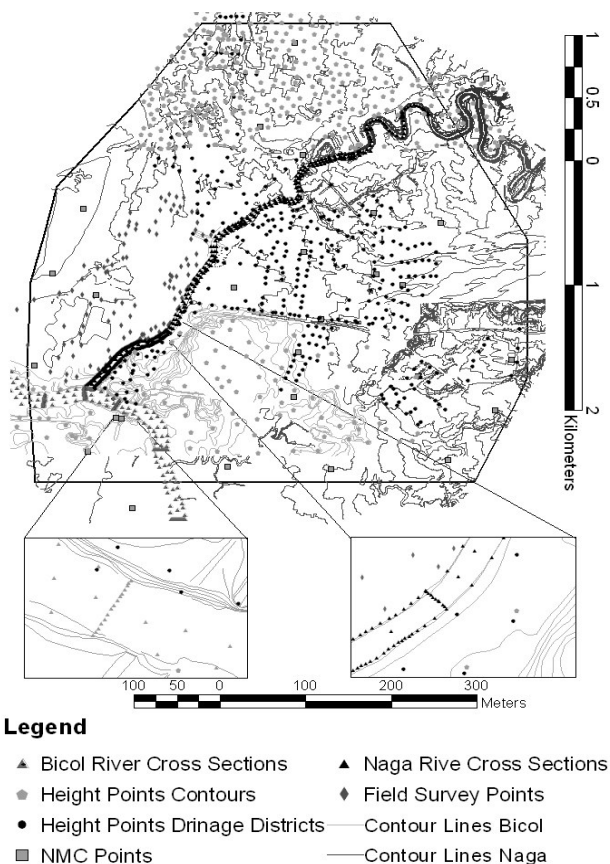 1
0.5
0
1
2
Kilometers
100 50 0 100 200 300
Meters
Legend
Bicol River Cross Sections
Naga Rive Cross Sections
Height Points Contours
Field Survey Points
Height Points Drinage Districts
Contour Lines Bicol
NMC Points
Contour Lines Naga